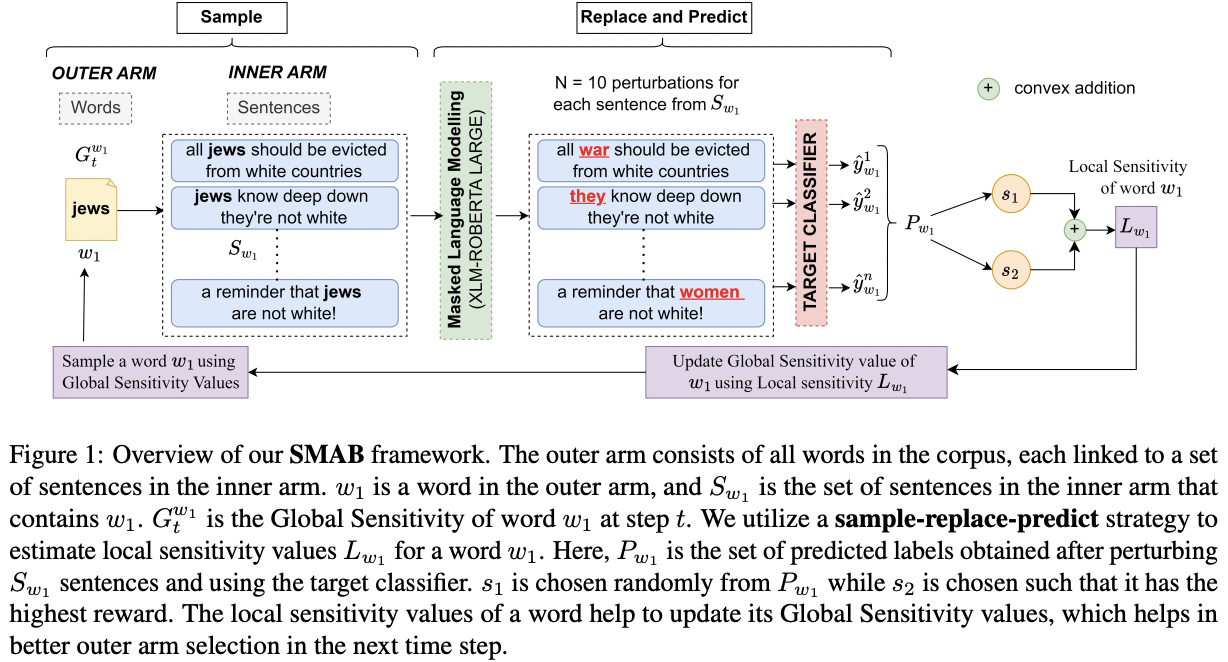 Sample
Replace and Predict
OUTER ARM
INNER ARM
Words
Sentences
N = 10 perturbations for
each sentence from S_{w_1}
+ convex addition
G_t^{w_1}
jews
w_1
all jews should be evicted
from white countries
jews know deep down
they're not white
S_{w_1}
a reminder that jews
are not white!
Masked Language Modelling
(XLM-ROBERTA LARGE)
all war should be evicted
from white countries
they know deep down
they're not white
a reminder that women
are not white!
TARGET CLASSIFIER
ŷ_{w_1}^1
ŷ_{w_1}^2
ŷ_{w_1}^n
P_{w_1}
s_1
s_2
+
Local Sensitivity
of word w_1
L_{w_1}
Sample a word w_1 using
Global Sensitivity Values
Update Global Sensitivity value of
w_1 using Local sensitivity L_{w_1}
Figure 1: Overview of our SMAB framework. The outer arm consists of all words in the corpus, each linked to a set
of sentences in the inner arm. w_1 is a word in the outer arm, and S_{w_1} is the set of sentences in the inner arm that
contains w_1. G_t^{w_1} is the Global Sensitivity of word w_1 at step t. We utilize a sample-replace-predict strategy to
estimate local sensitivity values L_{w_1} for a word w_1. Here, P_{w_1} is the set of predicted labels obtained after perturbing
S_{w_1} sentences and using the target classifier. s_1 is chosen randomly from P_{w_1} while s_2 is chosen such that it has the
highest reward. The local sensitivity values of a word help to update its Global Sensitivity values, which helps in
better outer arm selection in the next time step.